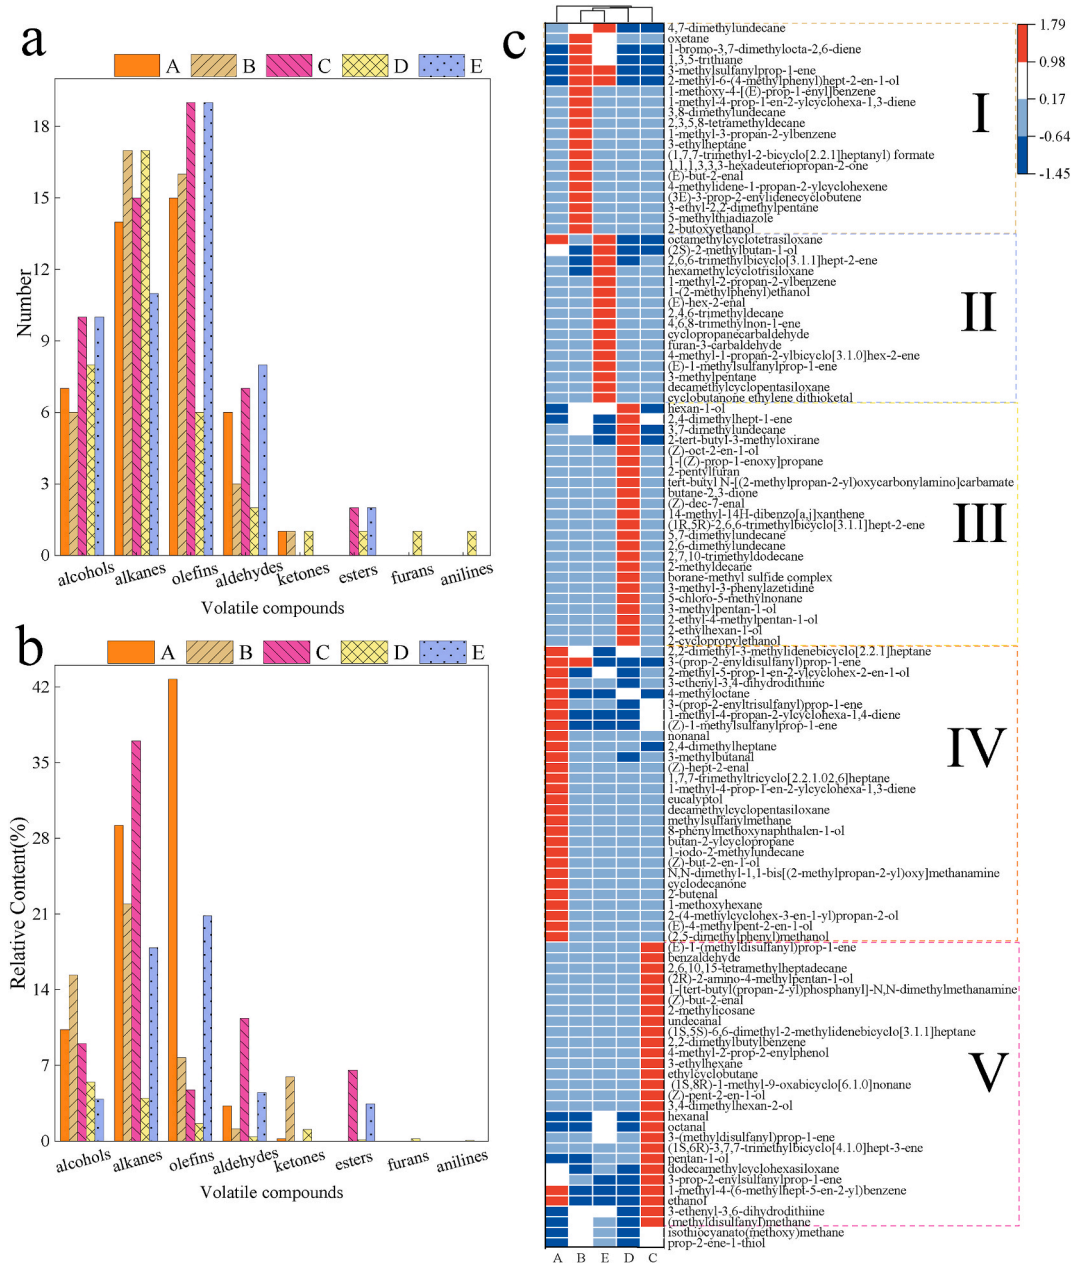 a
A B C D E
18
15
12
9
6
3
0
Number
alcohols alkanes olefins aldehydes ketones esters furans anilines
Volatile compounds
b
A B C D E
42
35
28
21
14
7
0
Relative Content(%)
alcohols alkanes olefins aldehydes ketones esters furans anilines
Volatile compounds
c
1.79
0.98
0.17
-0.64
-1.45
4,7-dimethylundecane
oxetane
1-bromo-3,7-dimethylocta-2,6-diene
1,3,5-trithiane
3-methylsulfanylprop-1-ene
2-methyl-6-(4-methylphenyl)hept-2-en-1-ol
1-methoxy-4-[(E)-prop-1-enyl]benzene
1-methyl-4-prop-1-en-2-ylcyclohexa-1,3-diene
3,8-dimethylundecane
2,3,5,8-tetramethyldecane
1-methyl-3-propan-2-ylbenzene
3-ethylheptane
(1,7,7-trimethyl-2-bicyclo[2.2.1]heptanyl) formate
1,1,1,3,3,3-hexadeuteriopropan-2-one
(E)-but-2-enal
4-methylidene-1-propan-2-ylcyclohexene
(3E)-3-prop-2-enylidenecyclobutene
3-ethyl-2,2-dimethylpentane
5-methylthiadiazole
2-butoxyethanol
I
octamethylcyclotetrasiloxane
(2S)-2-methylbutan-1-ol
2,6,6-trimethylbicyclo[3.1.1]hept-2-ene
hexamethylcyclotrisiloxane
1-methyl-2-propan-2-ylbenzene
1-(2-methylphenyl)ethanol
(E)-hex-2-enal
2,4,6-trimethyldecane
4,6,8-trimethylnon-1-ene
cyclopropanecarbaldehyde
furan-3-carbaldehyde
4-methyl-1-propan-2-ylbicyclo[3.1.0]hex-2-ene
(E)-1-methylsulfanylprop-1-ene
3-methylpentane
decamethylcyclopentasiloxane
cyclobutanone ethylene dithioketal
II
hexan-1-ol
2,4-dimethylhept-1-ene
3,7-dimethylundecane
2-tert-butyl-3-methyloxirane
(Z)-oct-2-en-1-ol
1-[(Z)-prop-1-enoxy]propane
2-pentylfuran
tert-butyl N-[(2-methylpropan-2-yl)oxycarbonylamino]carbamate
butane-2,3-dione
(Z)-dec-7-enal
14-methyl-14H-dibenzo[a,j]xanthene
(1R,5R)-2,6,6-trimethylbicyclo[3.1.1]hept-2-ene
5,7-dimethylundecane
2,6-dimethylundecane
2,7,10-trimethyldodecane
2-methyldecane
borane-methyl sulfide complex
3-methyl-3-phenylazetidine
5-chloro-5-methylnonane
3-methylpentan-1-ol
2-ethyl-4-methylpentan-1-ol
2-ethylhexan-1-ol
2-cyclopropylethanol
III
2,2-dimethyl-3-methylidenebicyclo[2.2.1]heptane
3-(prop-2-enyldisulfanyl)prop-1-ene
2-methyl-5-prop-1-en-2-ylcyclohex-2-en-1-ol
3-ethenyl-3,4-dihydrodithiine
4-methyloctane
3-(prop-2-enyltrisulfanyl)prop-1-ene
1-methyl-4-propan-2-ylcyclohexa-1,4-diene
(Z)-1-methylsulfanylprop-1-ene
nonanal
2,4-dimethylheptane
3-methylbutanal
(Z)-hept-2-enal
1,7,7-trimethyltricyclo[2.2.1.02,6]heptane
1-methyl-4-prop-1-en-2-ylcyclohexa-1,3-diene
eucalyptol
decamethylcyclopentasiloxane
methylsulfanylmethane
8-phenylmethoxynaphthalen-1-ol
butan-2-ylcyclopropane
1-iodo-2-methylundecane
(Z)-but-2-en-1-ol
N,N-dimethyl-1,1-bis[(2-methylpropan-2-yl)oxy]methanamine
cyclodecanone
2-butenal
1-methoxyhexane
2-(4-methylcyclohex-3-en-1-yl)propan-2-ol
(E)-4-methylpent-2-en-1-ol
(2,5-dimethylphenyl)methanol
IV
(E)-1-(methyldisulfanyl)prop-1-ene
benzaldehyde
2,6,10,15-tetramethylheptadecane
(2R)-2-amino-4-methylpentan-1-ol
1-[tert-butyl(propan-2-yl)phosphanyl]-N,N-dimethylmethanamine
(Z)-but-2-enal
2-methylicosane
undecanal
(1S,5S)-6,6-dimethyl-2-methylidenebicyclo[3.1.1]heptane
2,2-dimethylbutylbenzene
4-methyl-2-prop-2-enylphenol
3-ethylhexane
ethylcyclobutane
(1S,8R)-1-methyl-9-oxabicyclo[6.1.0]nonane
(Z)-pent-2-en-1-ol
3,4-dimethylhexan-2-ol
hexanal
octanal
3-(methyldisulfanyl)prop-1-ene
(1S,6R)-3,7,7-trimethylbicyclo[4.1.0]hept-3-ene
pentan-1-ol
dodecamethylcyclohexasiloxane
3-prop-2-enylsulfanylprop-1-ene
1-methyl-4-(6-methylhept-5-en-2-yl)benzene
ethanol
3-ethenyl-3,6-dihydrodithiine
(methyldisulfanyl)methane
V
isothiocyanato(methoxy)methane
prop-2-ene-1-thiol
A B E D C